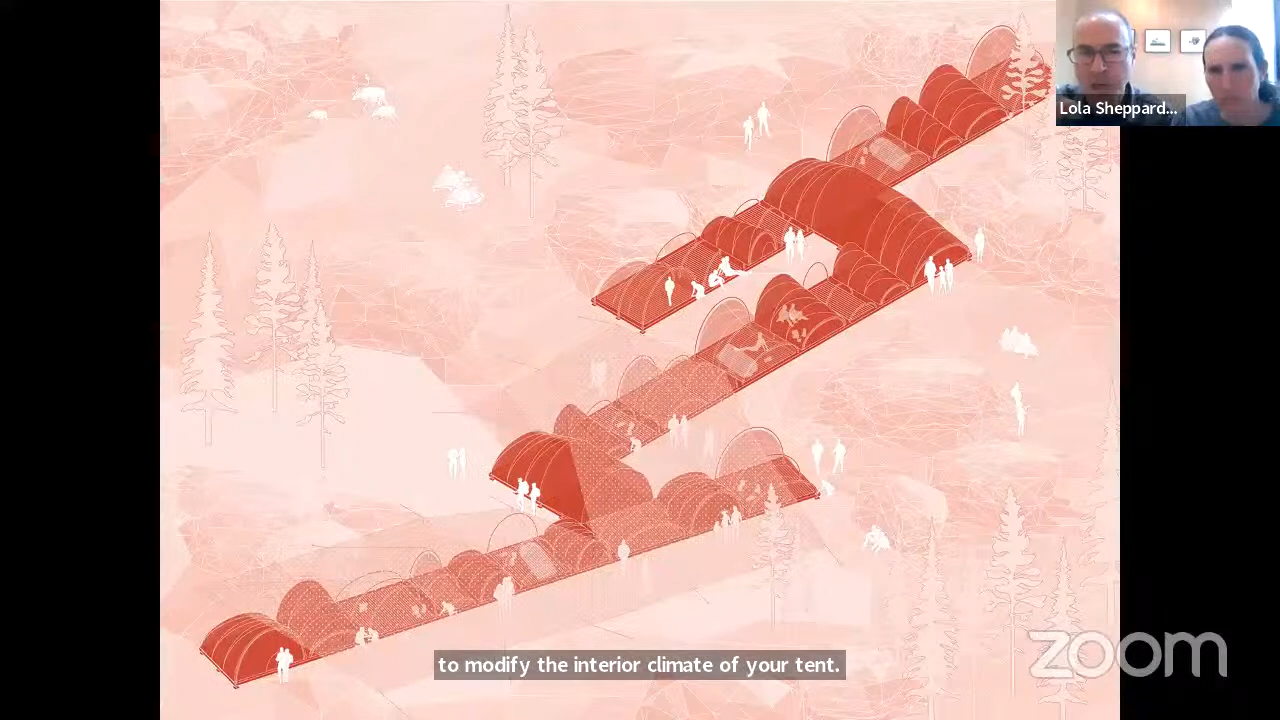 Lola Sheppard...
to modify the interior climate of your tent.
zoom